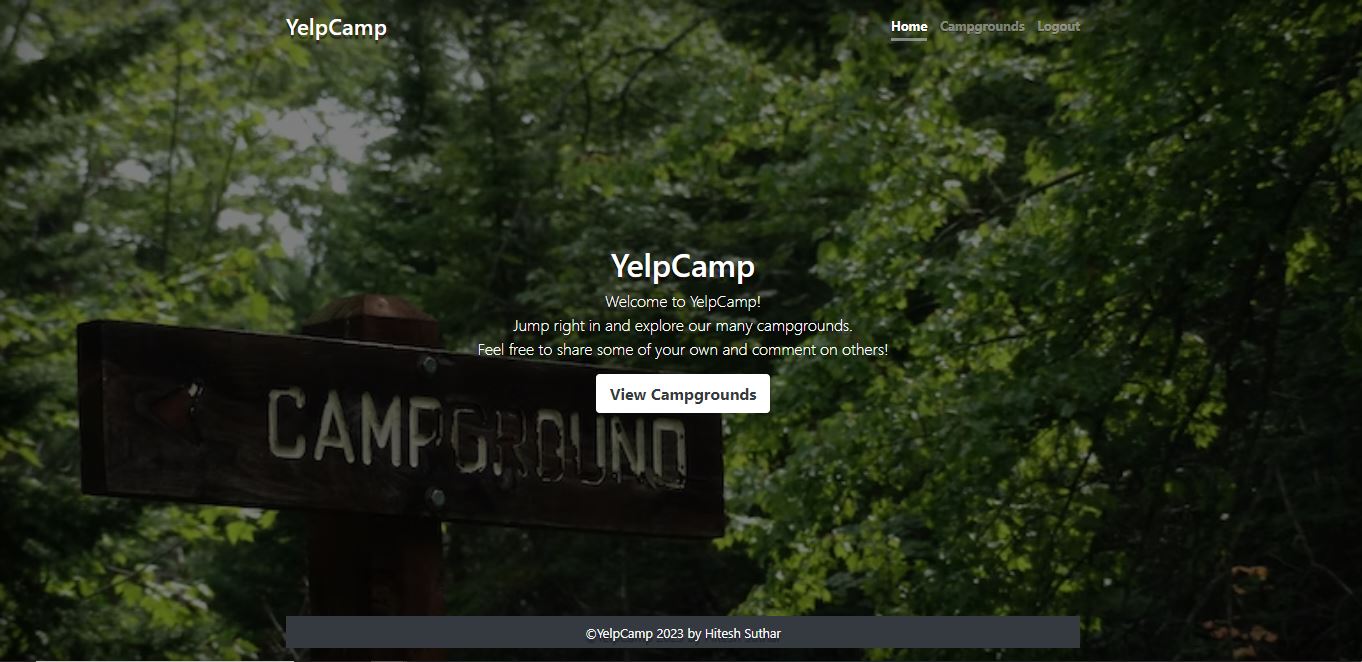 YelpCamp
Home Campgrounds Logout
YelpCamp
Welcome to YelpCamp!
Jump right in and explore our many campgrounds.
Feel free to share some of your own and comment on others!
View Campgrounds
CAMPGROUND
©YelpCamp 2023 by Hitesh Suthar